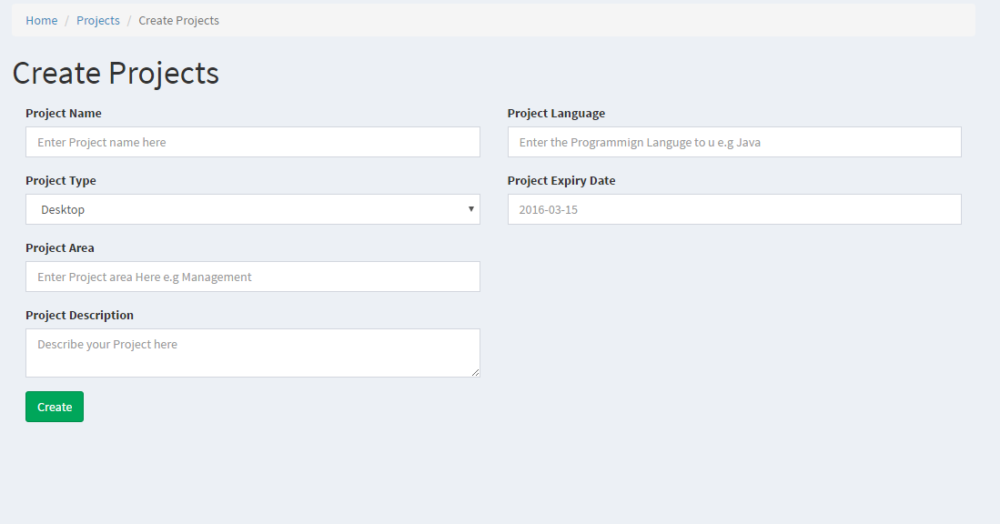 Home / Projects / Create Projects
Create Projects
Project Name
Enter Project name here
Project Language
Enter the Programmign Languge to u e.g Java
Project Type
Desktop
Project Expiry Date
2016-03-15
Project Area
Enter Project area Here e.g Management
Project Description
Describe your Project here
Create